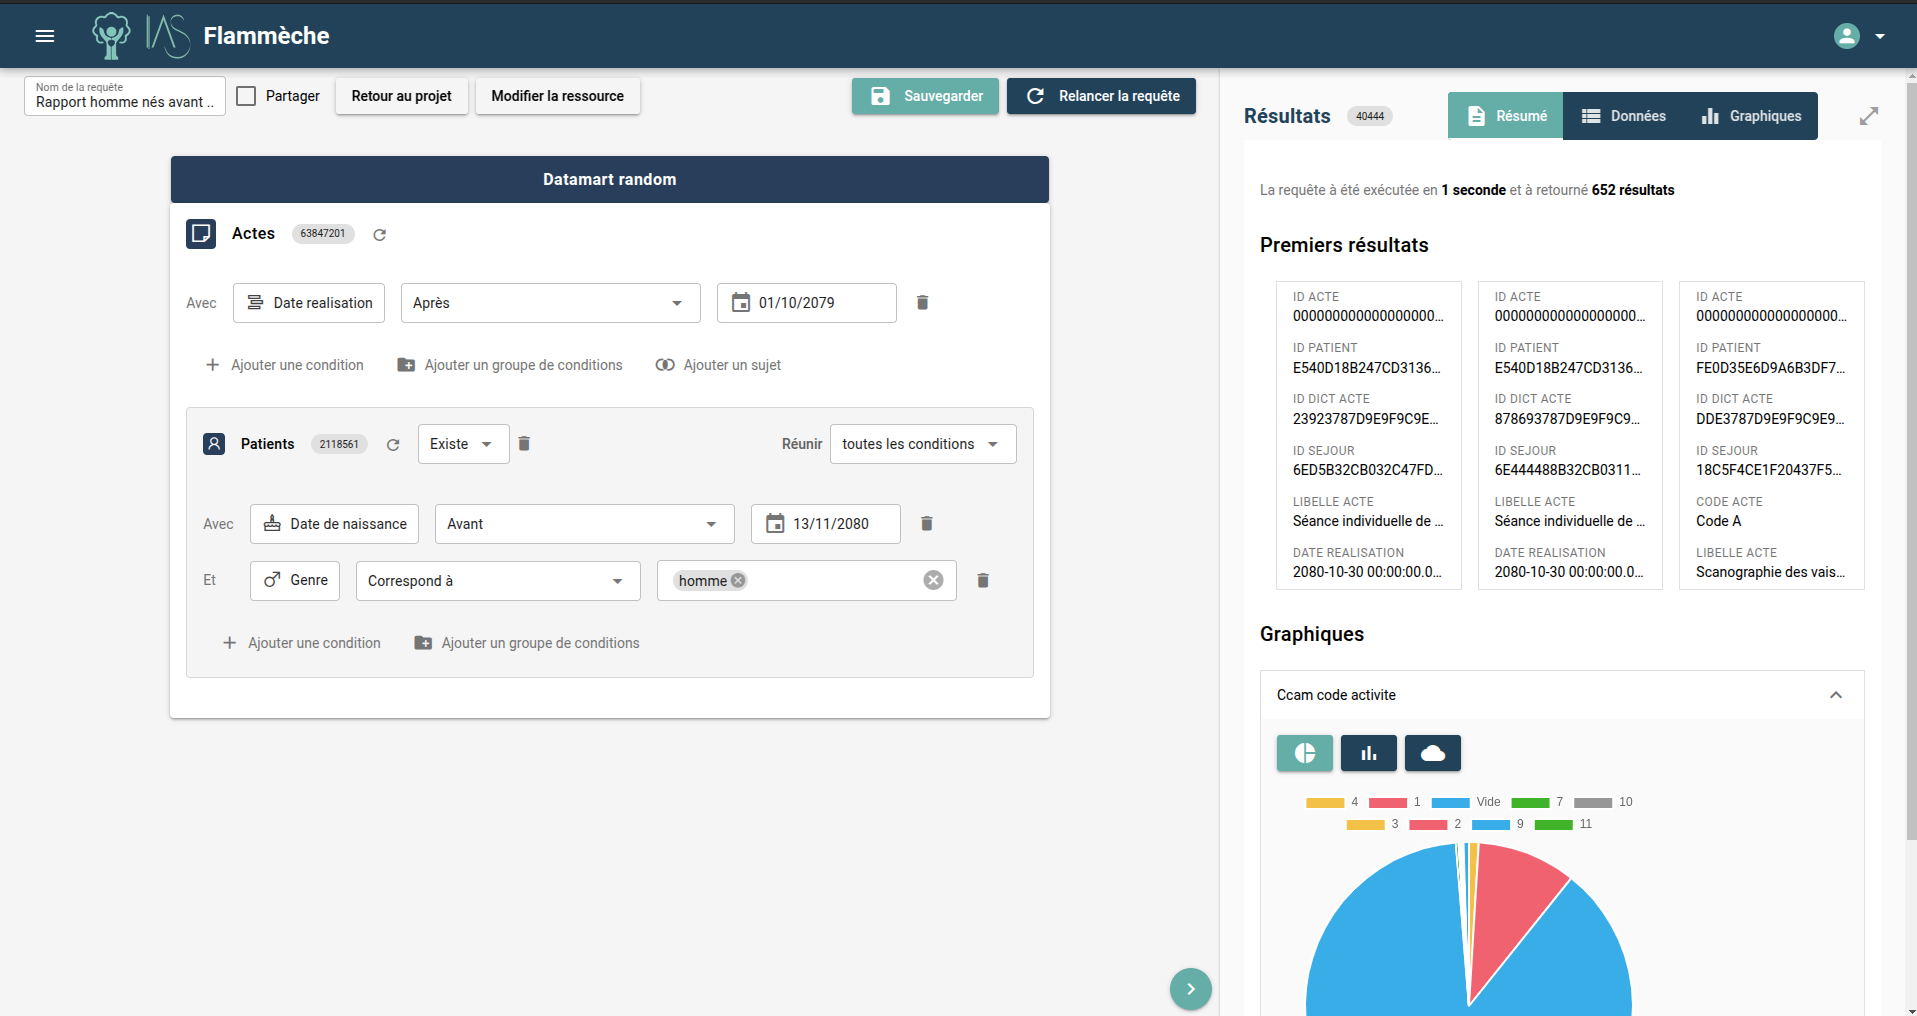 IAS
Flammèche
Nom de la requête
Rapport homme nés avant ..
Partager
Retour au projet
Modifier la ressource
Sauvegarder
Relancer la requête
Datamart random
Actes 63847201
Avec Date realisation Après 01/10/2079
Ajouter une condition Ajouter un groupe de conditions Ajouter un sujet
Patients 2118561 Existe Réunir toutes les conditions
Avec Date de naissance Avant 13/11/2080
Et Genre Correspond à homme
Ajouter une condition Ajouter un groupe de conditions
Résultats 40444
Résumé Données Graphiques
La requête à été exécutée en 1 seconde et à retourné 652 résultats
Premiers résultats
ID ACTE
000000000000000000...
ID PATIENT
E540D18B247CD3136...
ID DICT ACTE
23923787D9E9F9C9E...
ID SEJOUR
6ED5B32CB032C47FD...
LIBELLE ACTE
Séance individuelle de ...
DATE REALISATION
2080-10-30 00:00:00.0...
ID ACTE
000000000000000000...
ID PATIENT
E540D18B247CD3136...
ID DICT ACTE
878693787D9E9F9C9...
ID SEJOUR
6E444488B32CB0311...
LIBELLE ACTE
Séance individuelle de ...
DATE REALISATION
2080-10-30 00:00:00.0...
ID ACTE
000000000000000000...
ID PATIENT
FE0D35E6D9A6B3DF7...
ID DICT ACTE
DDE3787D9E9F9C9E9...
ID SEJOUR
18C5F4CE1F20437F5...
CODE ACTE
Code A
LIBELLE ACTE
Scanographie des vais...
Graphiques
Ccam code activite
4 1 Vide 7 10
3 2 9 11